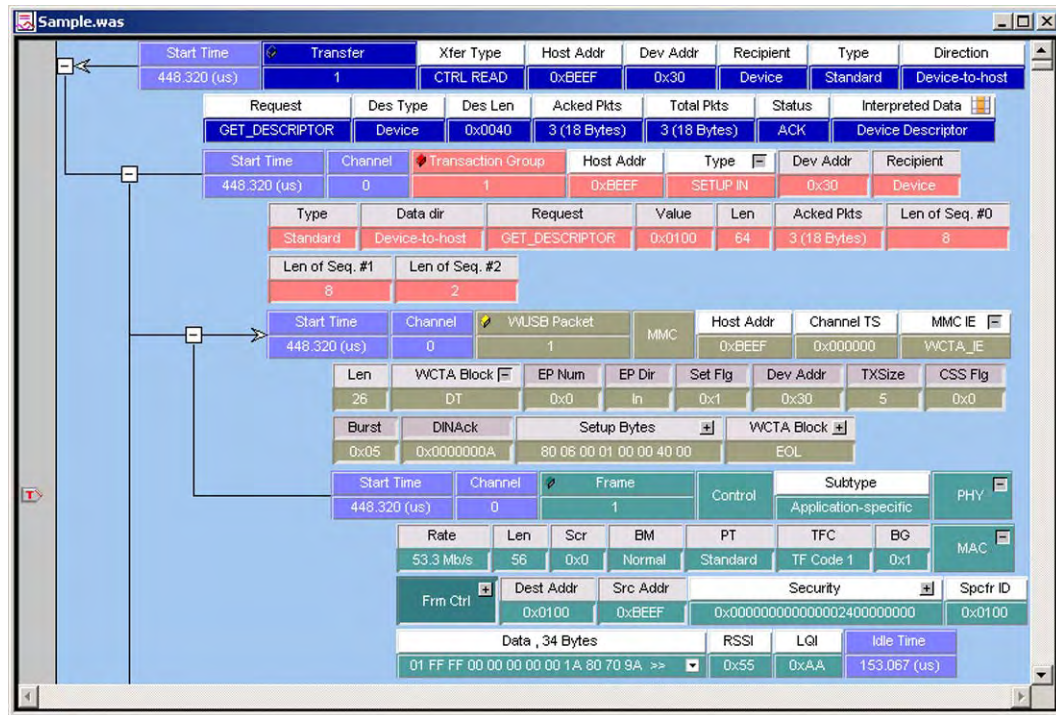 Sample.was
Start Time Transfer Xfer Type Host Addr Dev Addr Recipient Type Direction
448.320 (us) 1 CTRL READ 0xBEEF 0x30 Device Standard Device-to-host
Request Des Type Des Len Acked Pkts Total Pkts Status Interpreted Data
GET_DESCRIPTOR Device 0x0040 3 (18 Bytes) 3 (18 Bytes) ACK Device Descriptor
Start Time Channel Transaction Group Host Addr Type Dev Addr Recipient
448.320 (us) 0 1 0xBEEF SETUP IN 0x30 Device
Type Data dir Request Value Len Acked Pkts Len of Seq. #0
Standard Device-to-host GET_DESCRIPTOR 0x0100 64 3 (18 Bytes) 8
Len of Seq. #1 Len of Seq. #2
8 2
Start Time Channel WUSB Packet MMC Host Addr Channel TS MMC IE
448.320 (us) 0 1 0xBEEF 0x000000 WCTA_IE
Len WCTA Block EP Num EP Dir Set Flg Dev Addr TXSize CSS Flg
26 DT 0x0 In 0x1 0x30 5 0x0
Burst DINAck Setup Bytes WCTA Block
0x05 0x0000000A 80 06 00 01 00 00 40 00 EOL
Start Time Channel Frame Control Subtype PHY
448.320 (us) 0 1 Application-specific
Rate Len Scr BM PT TFC BG MAC
53.3 Mb/s 56 0x0 Normal Standard TF Code 1 0x1
Frm Ctrl Dest Addr Src Addr Security Spcfr ID
0x0100 0xBEEF 0x000000000000002400000000 0x0100
Data , 34 Bytes RSSI LQI Idle Time
01 FF FF 00 00 00 00 00 1A 80 70 9A >> 0x55 0xAA 153.067 (us)
T